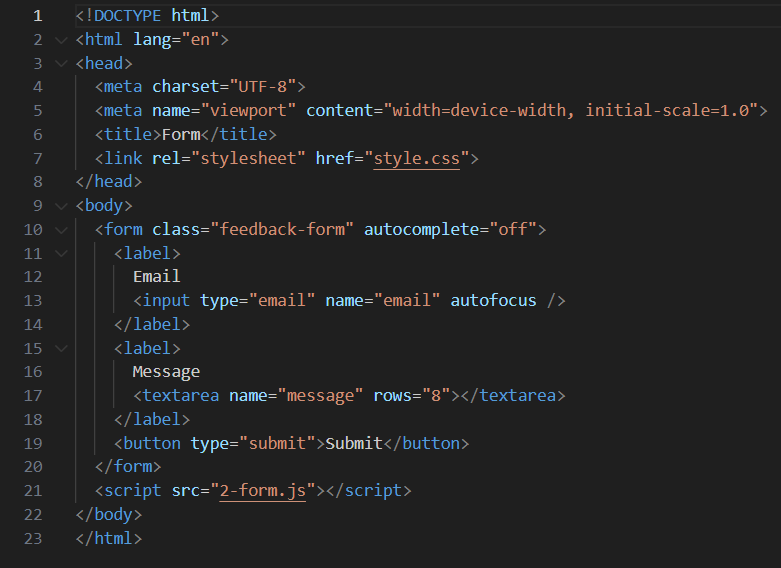 1 <!DOCTYPE html>
2 <html lang="en">
3 <head>
4   <meta charset="UTF-8">
5   <meta name="viewport" content="width=device-width, initial-scale=1.0">
6   <title>Form</title>
7   <link rel="stylesheet" href="style.css">
8 </head>
9 <body>
10   <form class="feedback-form" autocomplete="off">
11     <label>
12       Email
13       <input type="email" name="email" autofocus />
14     </label>
15     <label>
16       Message
17       <textarea name="message" rows="8"></textarea>
18     </label>
19     <button type="submit">Submit</button>
20   </form>
21   <script src="2-form.js"></script>
22 </body>
23 </html>